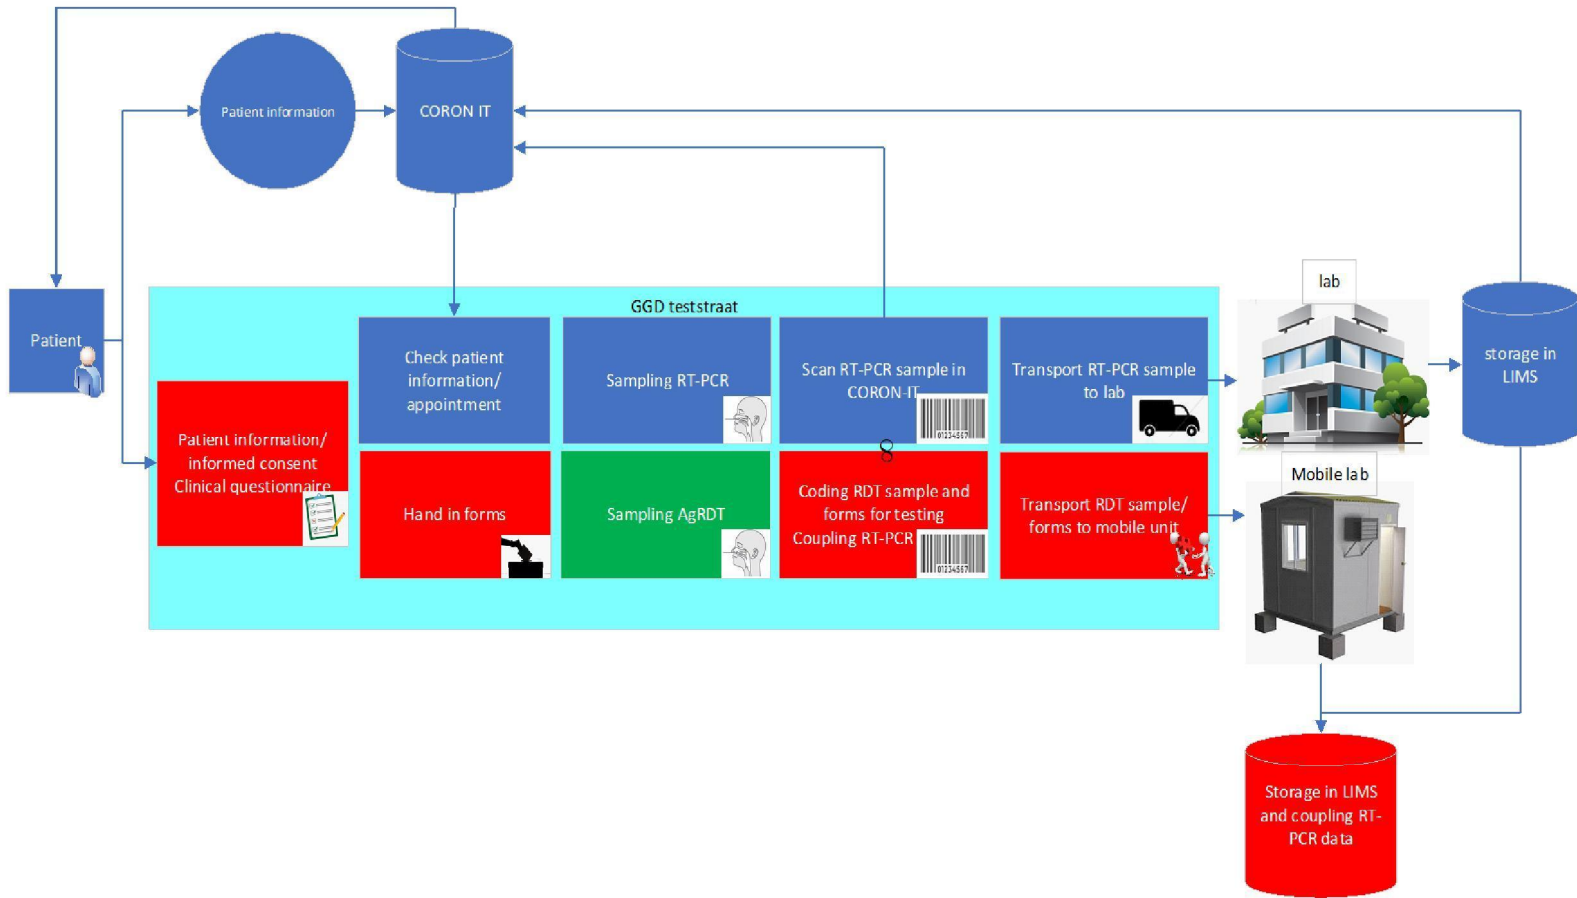 Patient information
CORON IT
Patient
GGD teststraat
Check patient
information/
appointment
Sampling RT-PCR
Scan RT-PCR sample in
CORON-IT
01234567
Transport RT-PCR sample
to lab
lab
storage in
LIMS
Patient information/
informed consent
Clinical questionnaire
Hand in forms
Sampling AgRDT
8
Coding RDT sample and
forms for testing
Coupling RT-PCR
01234567
Transport RDT sample/
forms to mobile unit
Mobile lab
Storage in LIMS
and coupling RT-
PCR data